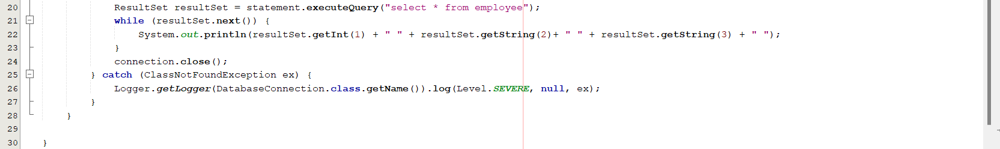 20 ResultSet resultSet = statement.executeQuery("select * from employee");
21 while (resultSet.next()) {
22 System.out.println(resultSet.getInt(1) + " " + resultSet.getString(2)+ " " + resultSet.getString(3) + " ");
23 }
24 connection.close();
25 } catch (ClassNotFoundException ex) {
26 Logger.getLogger(DatabaseConnection.class.getName()).log(Level.SEVERE, null, ex);
27 }
28 }
29
30 }